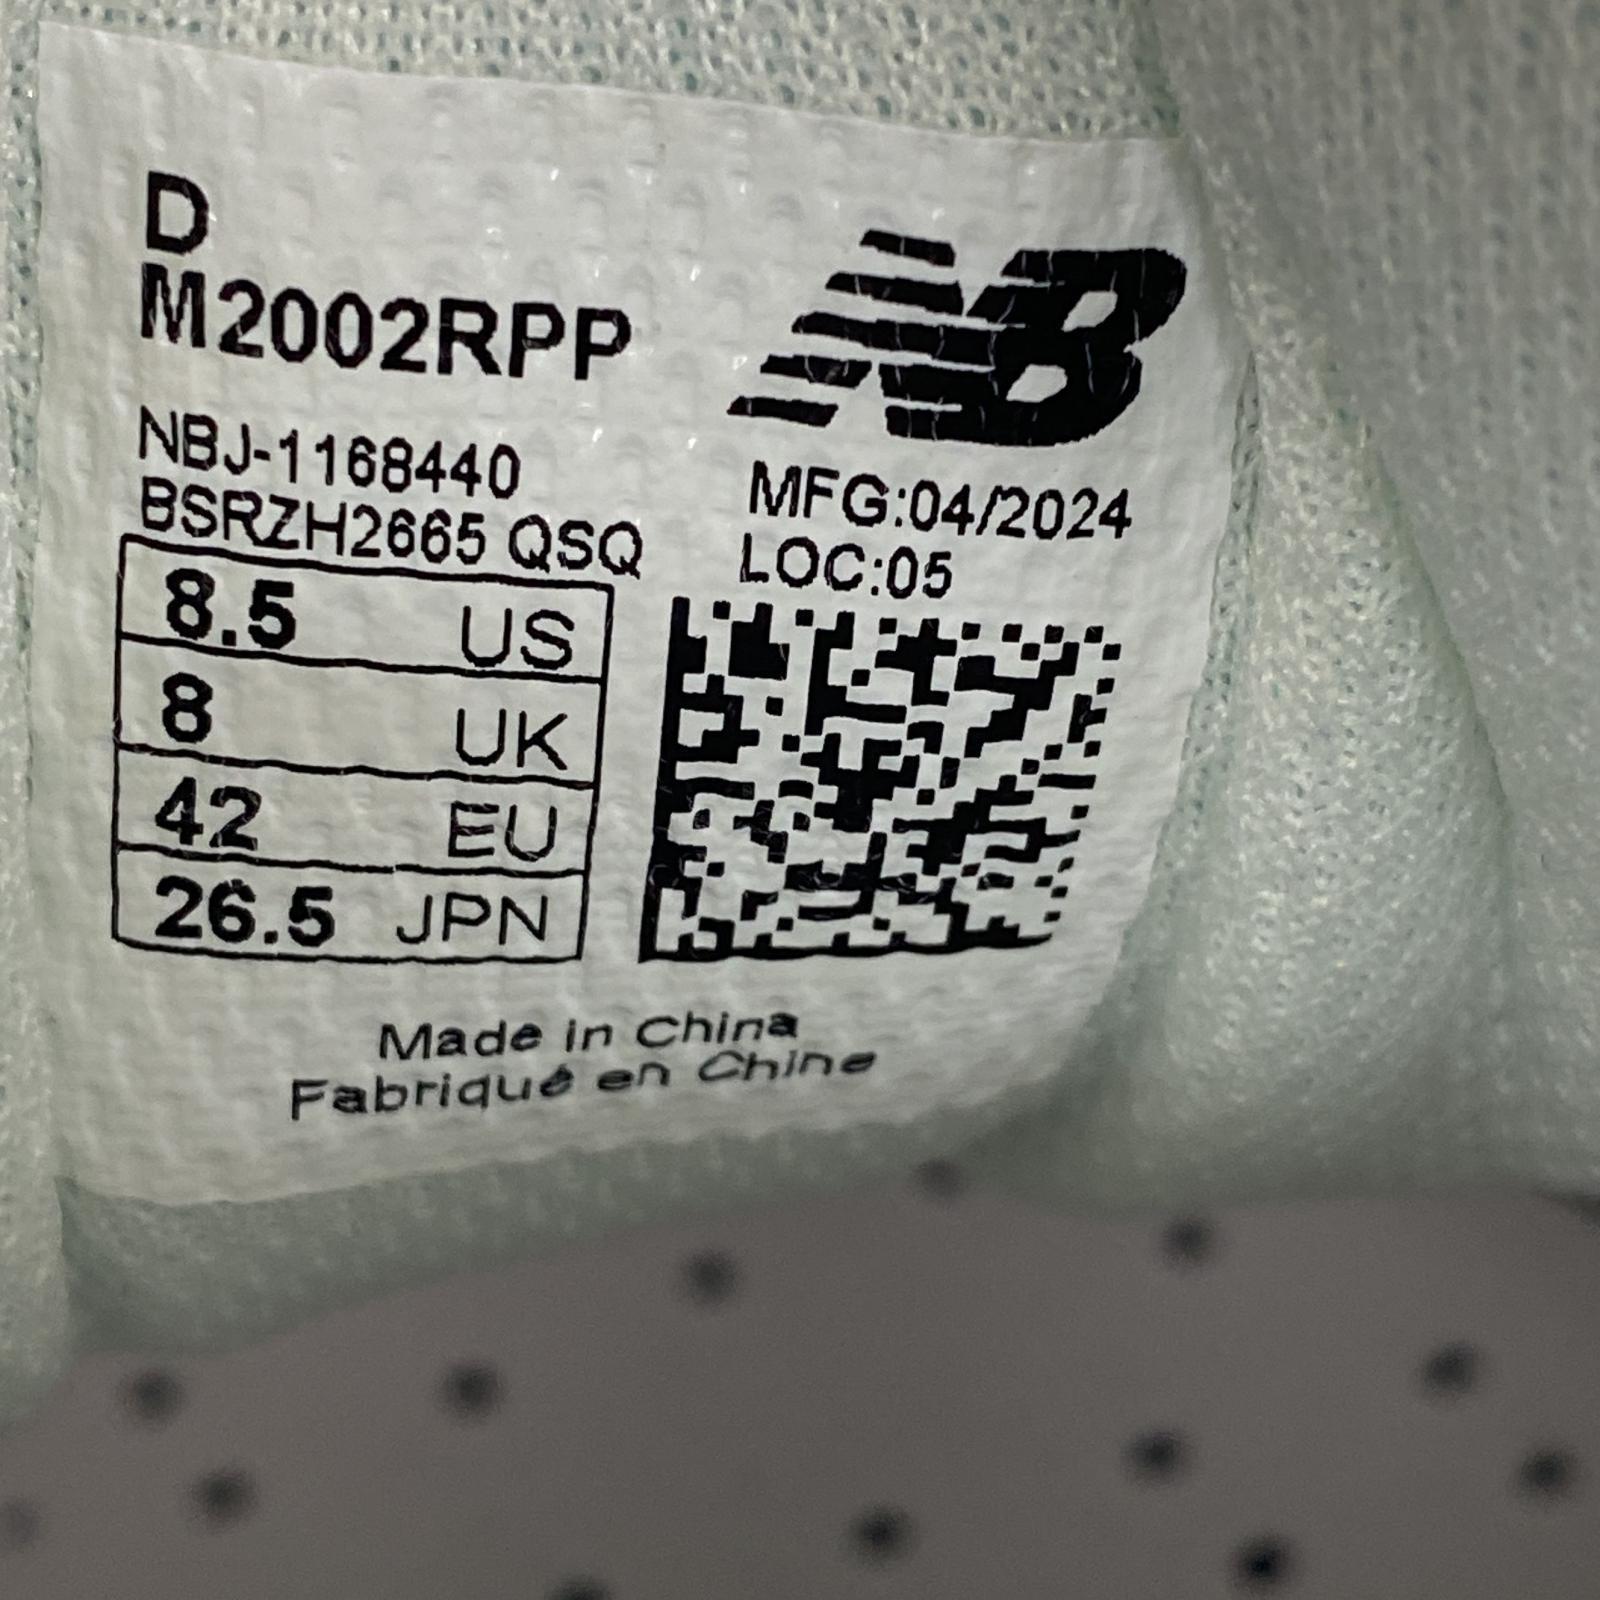 D
M2002RPP
NB
NBJ-1168440
BSRZH2665 QSQ
MFG:04/2024
LOC:05
8.5 US
8 UK
42 EU
26.5 JPN
Made in China
Fabriqué en Chine